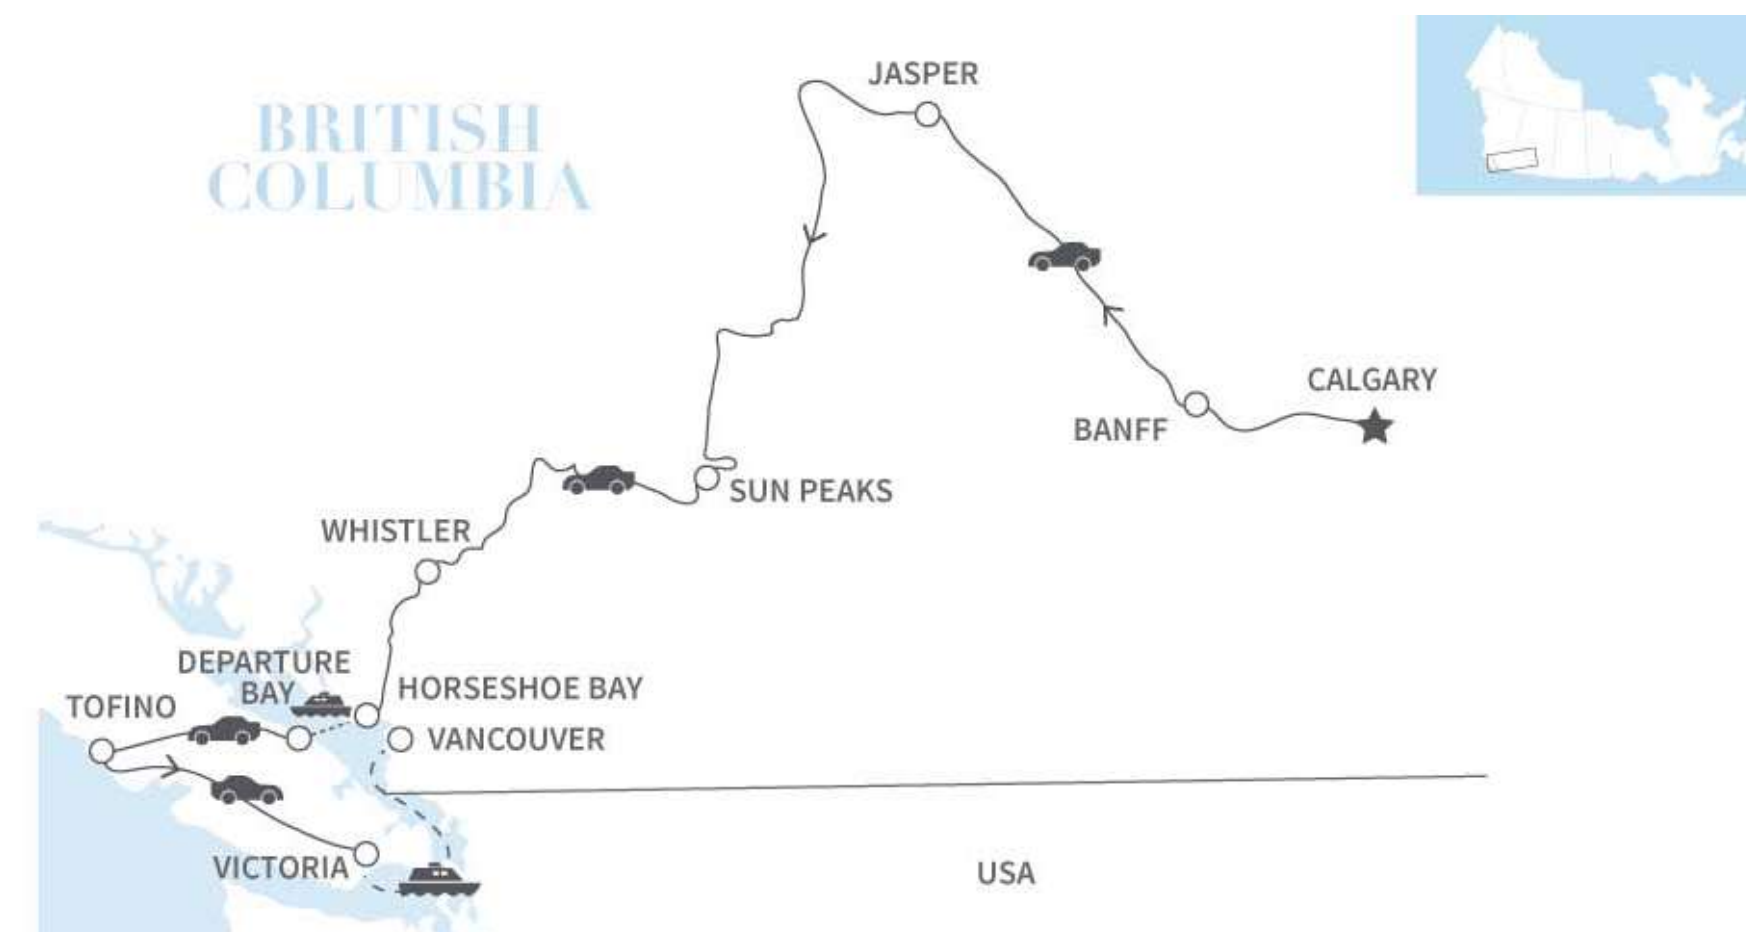 JASPER
BRITISH
COLUMBIA
CALGARY
BANFF
SUN PEAKS
WHISTLER
DEPARTURE
BAY
HORSESHOE BAY
TOFINO
VANCOUVER
VICTORIA
USA